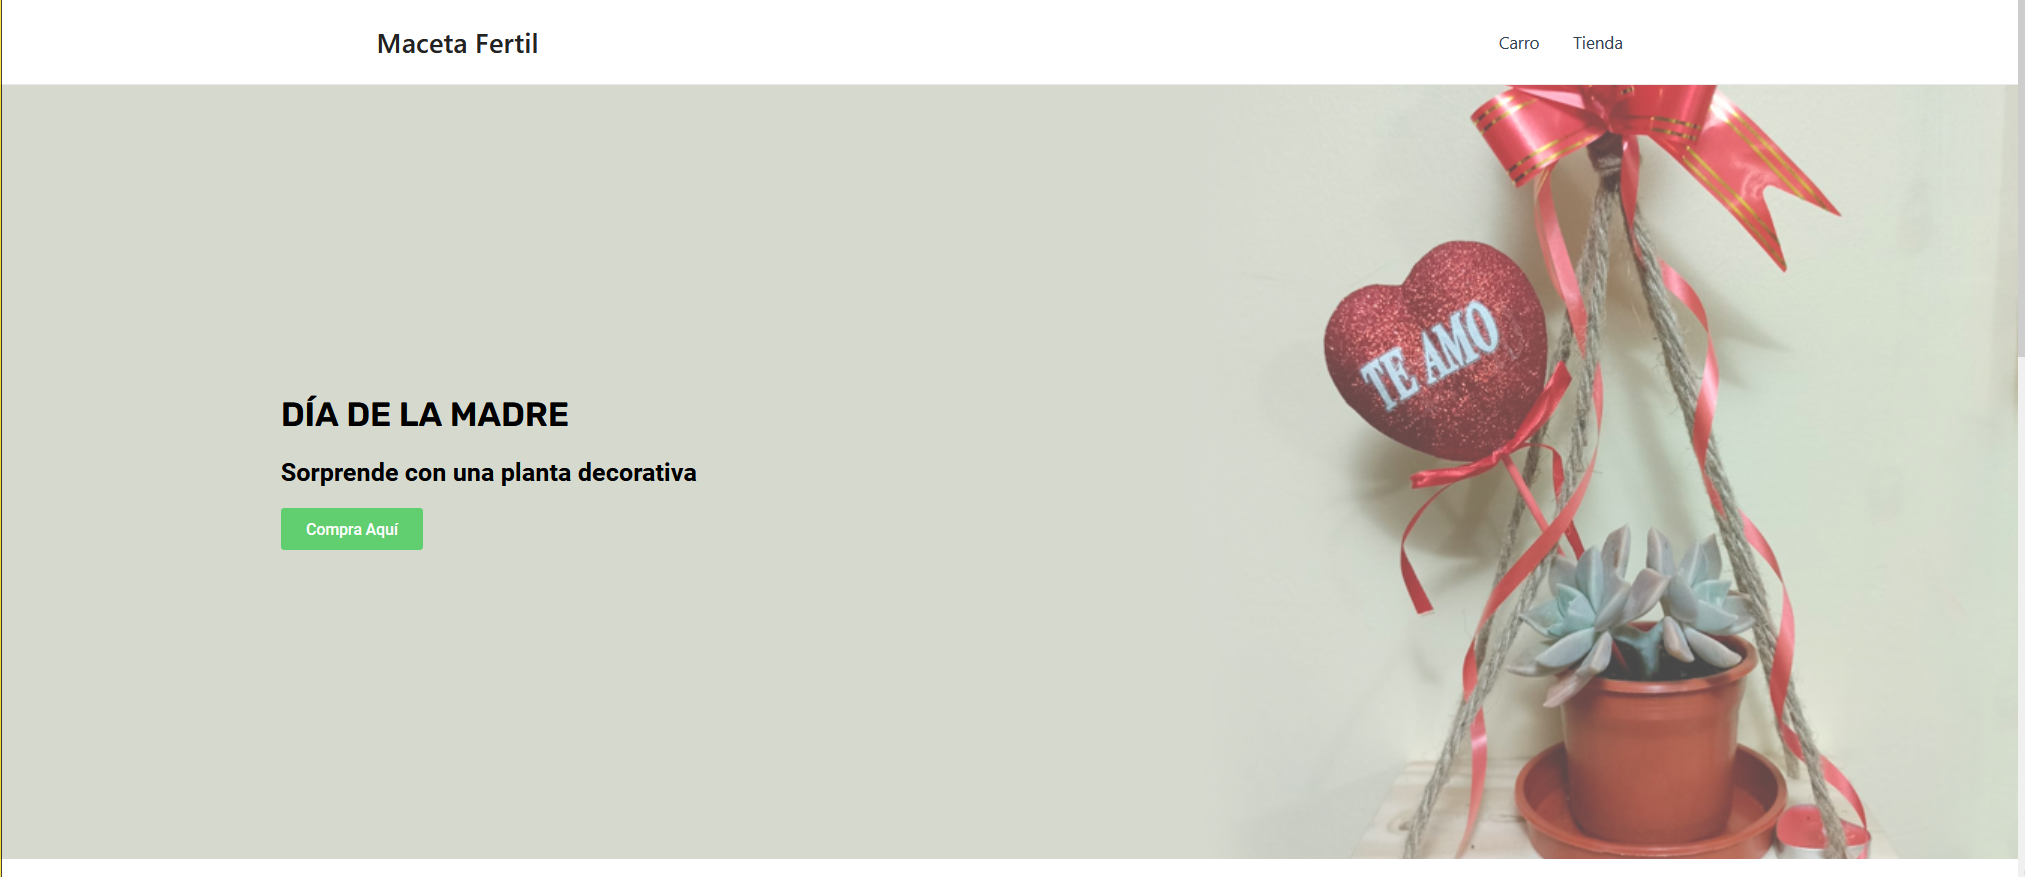 Maceta Fertil
Carro Tienda
DÍA DE LA MADRE
Sorprende con una planta decorativa
Compra Aquí
TE AMO